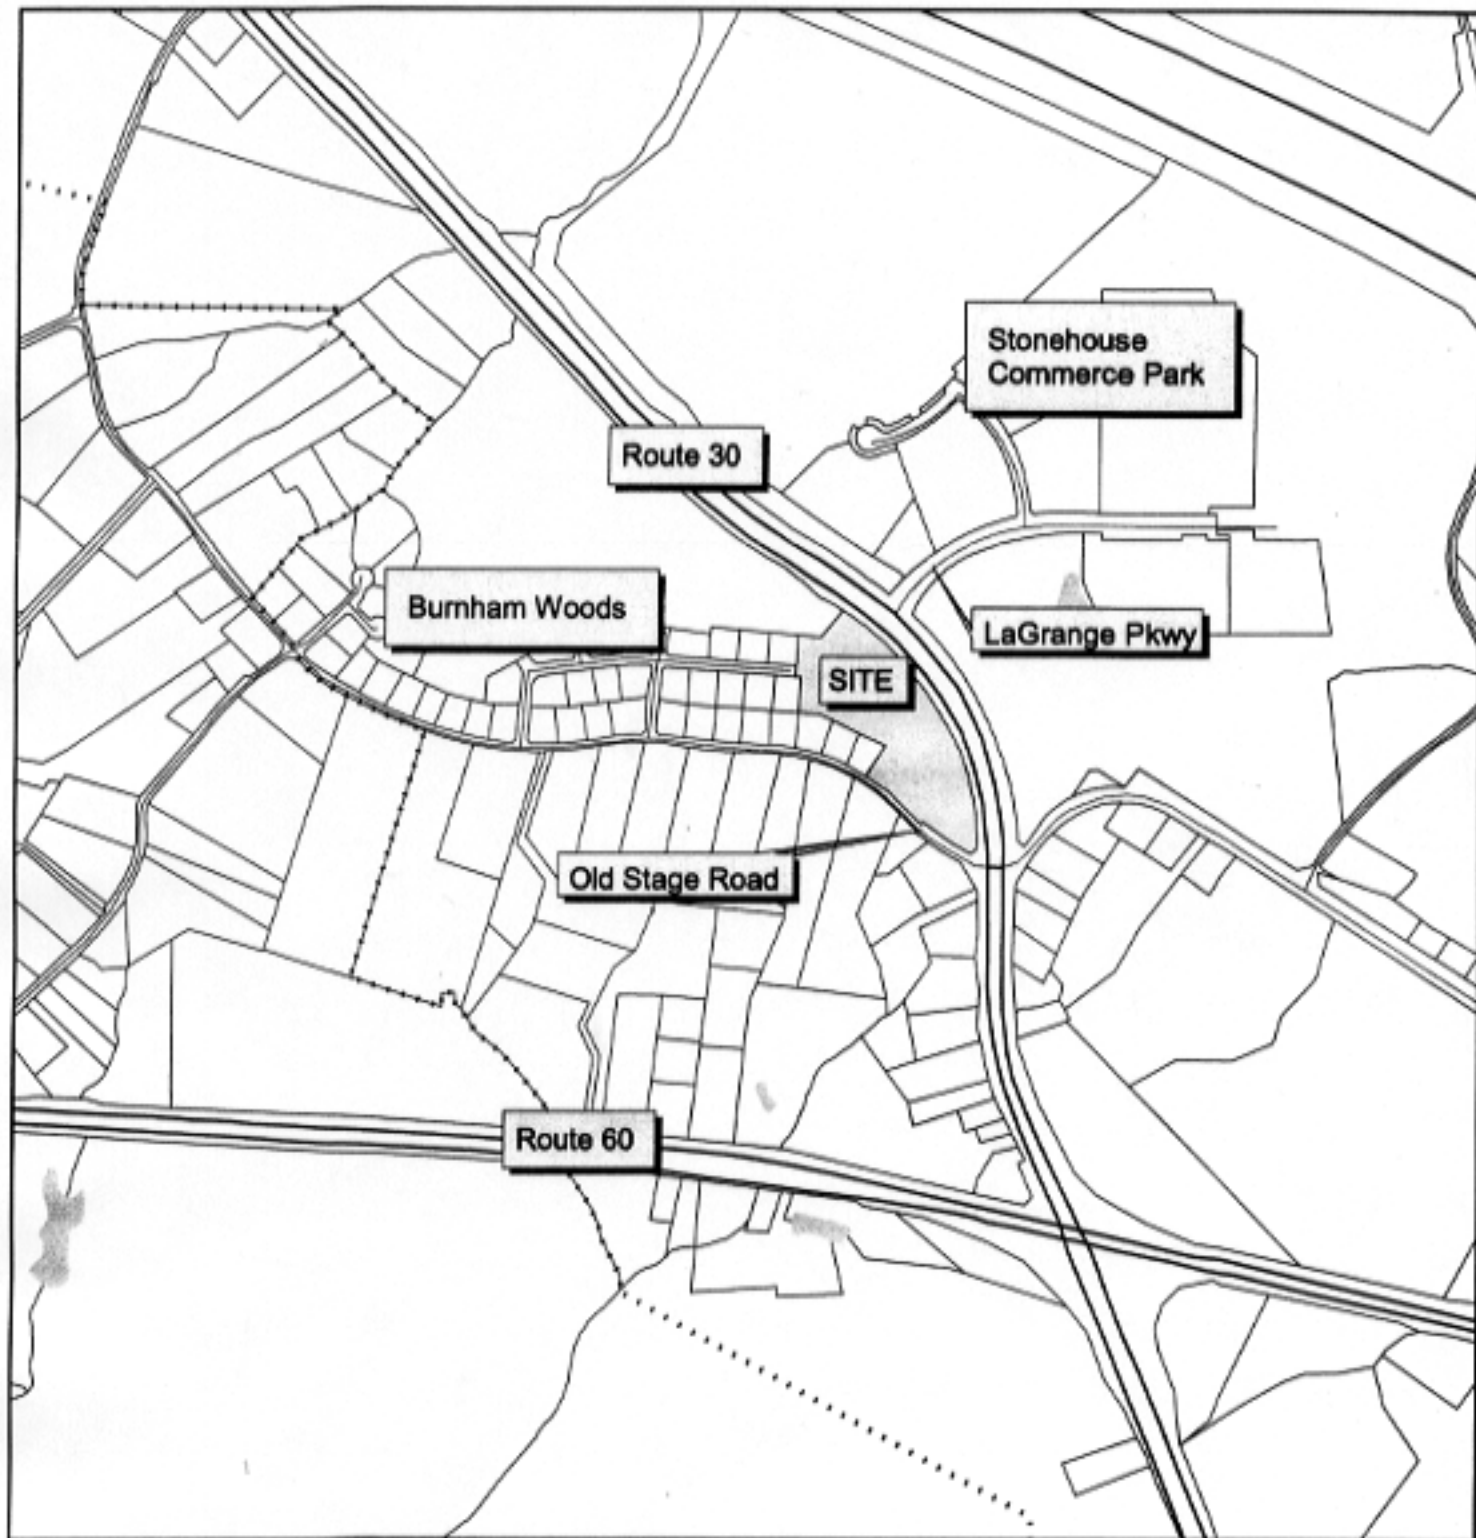 Stonehouse
Commerce Park
Route 30
Burnham Woods
LaGrange Pkwy
SITE
Old Stage Road
Route 60